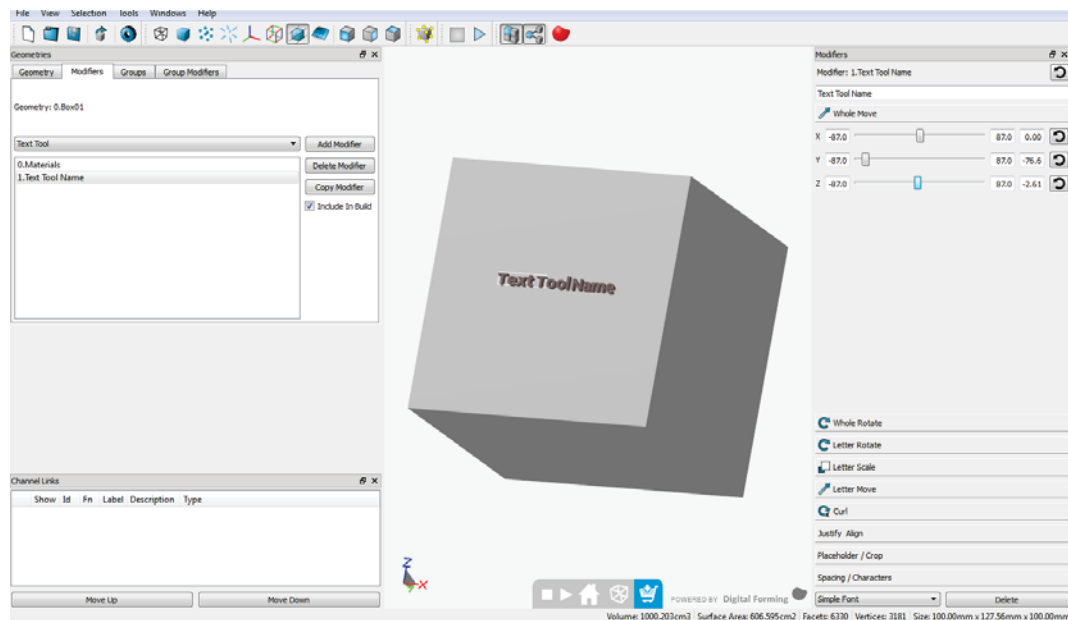 File View Selection Tools Windows Help
Geometries
Geometry Modifiers Groups Group Modifiers
Geometry: 0.Box01
Text Tool Add Modifier
0.Materials Delete Modifier
1.Text Tool Name
Copy Modifier
Include In Build
Channel Links
Show Id Fn Label Description Type
Move Up Move Down
Text Tool Name
Z
X
POWERED BY Digital Forming
Modifiers
Modifier: 1.Text Tool Name
Text Tool Name
Whole Move
X -87.0 87.0 0.00
Y -87.0 87.0 -76.6
Z -87.0 87.0 -2.61
Whole Rotate
Letter Rotate
Letter Scale
Letter Move
Curl
Justify Align
Placeholder / Crop
Spacing / Characters
Simple Font Delete
Volume: 1000.203cm3 Surface Area: 606.595cm2 Facets: 6330 Vertices: 3181 Size: 100.00mm x 127.56mm x 100.00mm